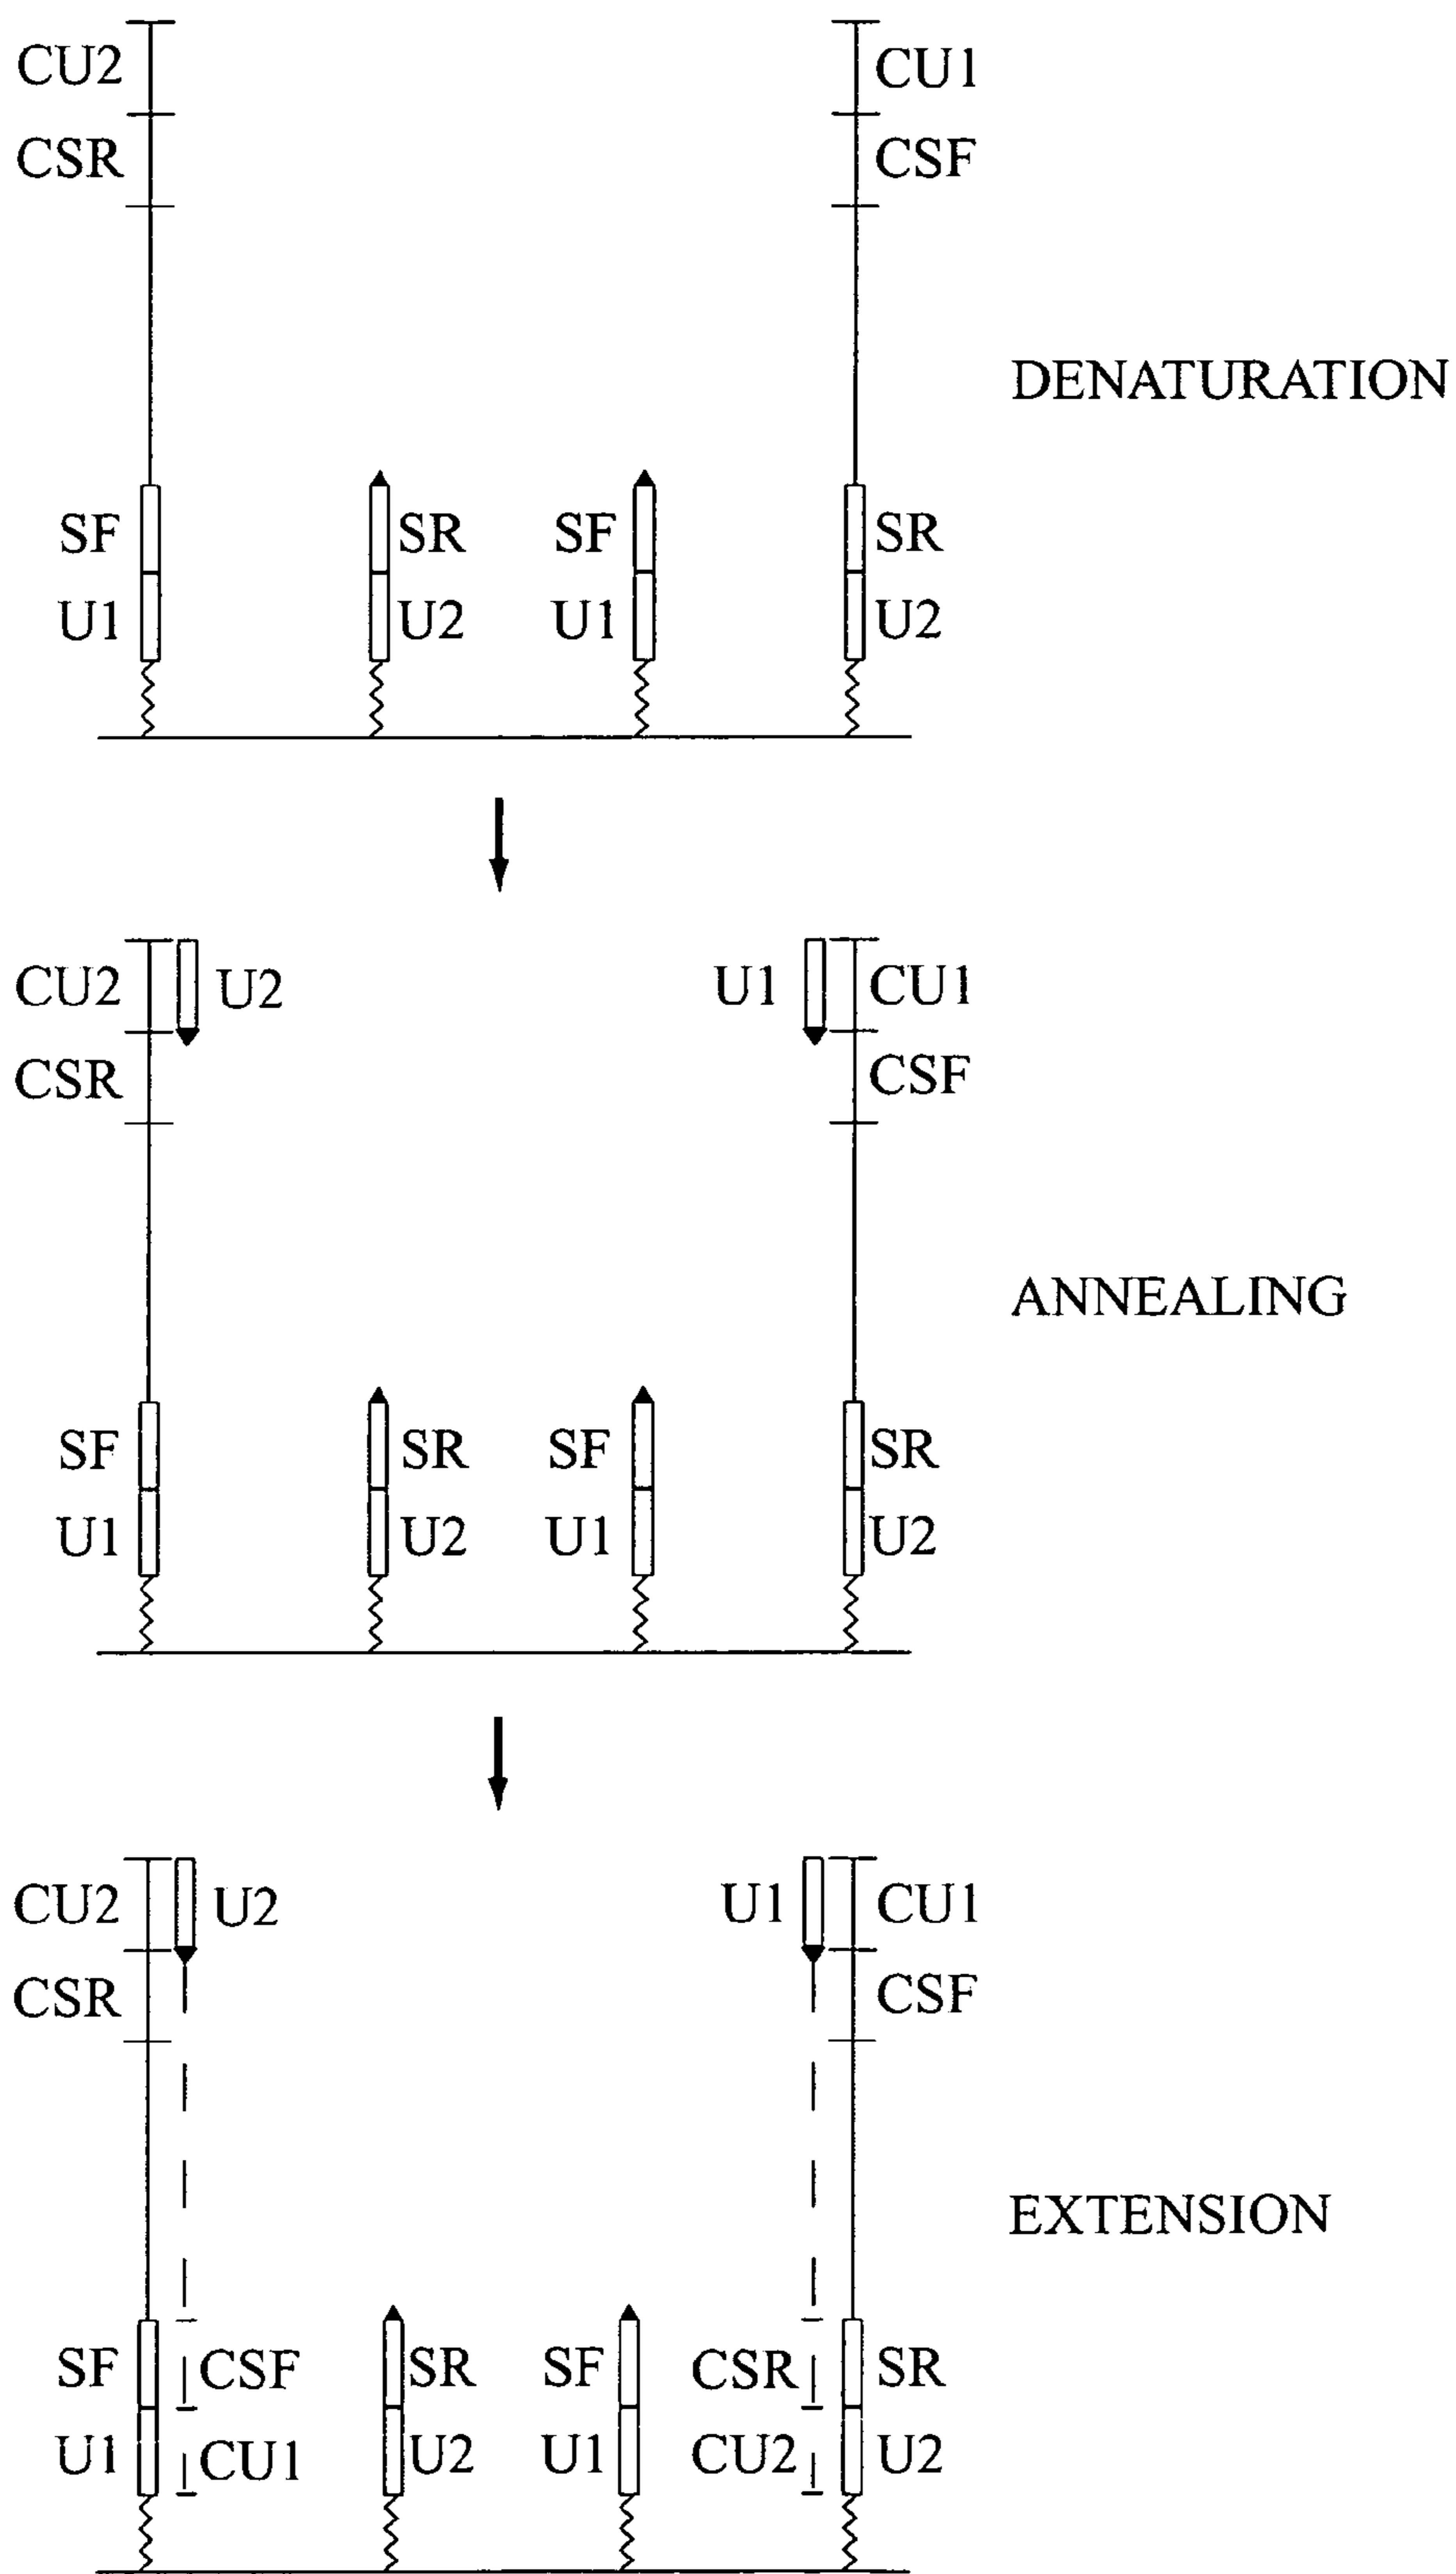 CU2 CU1
CSR CSF
DENATURATION
SF SR SF SR
U1 U2 U1 U2
CU2 U2 U1 CU1
CSR CSF
ANNEALING
SF SR SF SR
U1 U2 U1 U2
CU2 U2 U1 CU1
CSR CSF
EXTENSION
SF CSF SR SF CSR SR
U1 CU1 U2 U1 CU2 U2